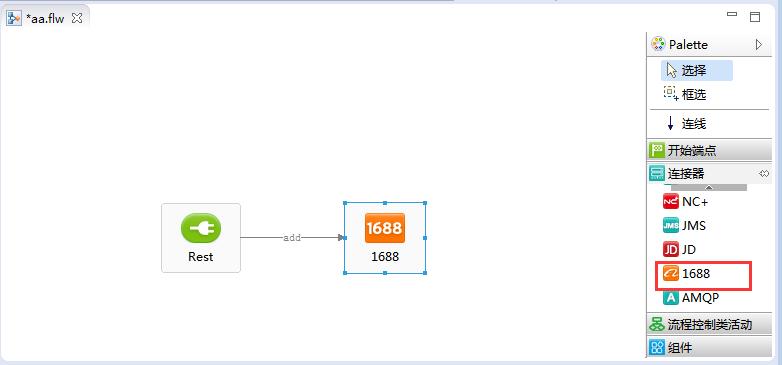 *aa.flw
Palette
选择
框选
连线
开始端点
连接器
NC NC+
JMS JMS
JD JD
1688
A AMQP
流程控制类活动
组件
add
1688
Rest
1688